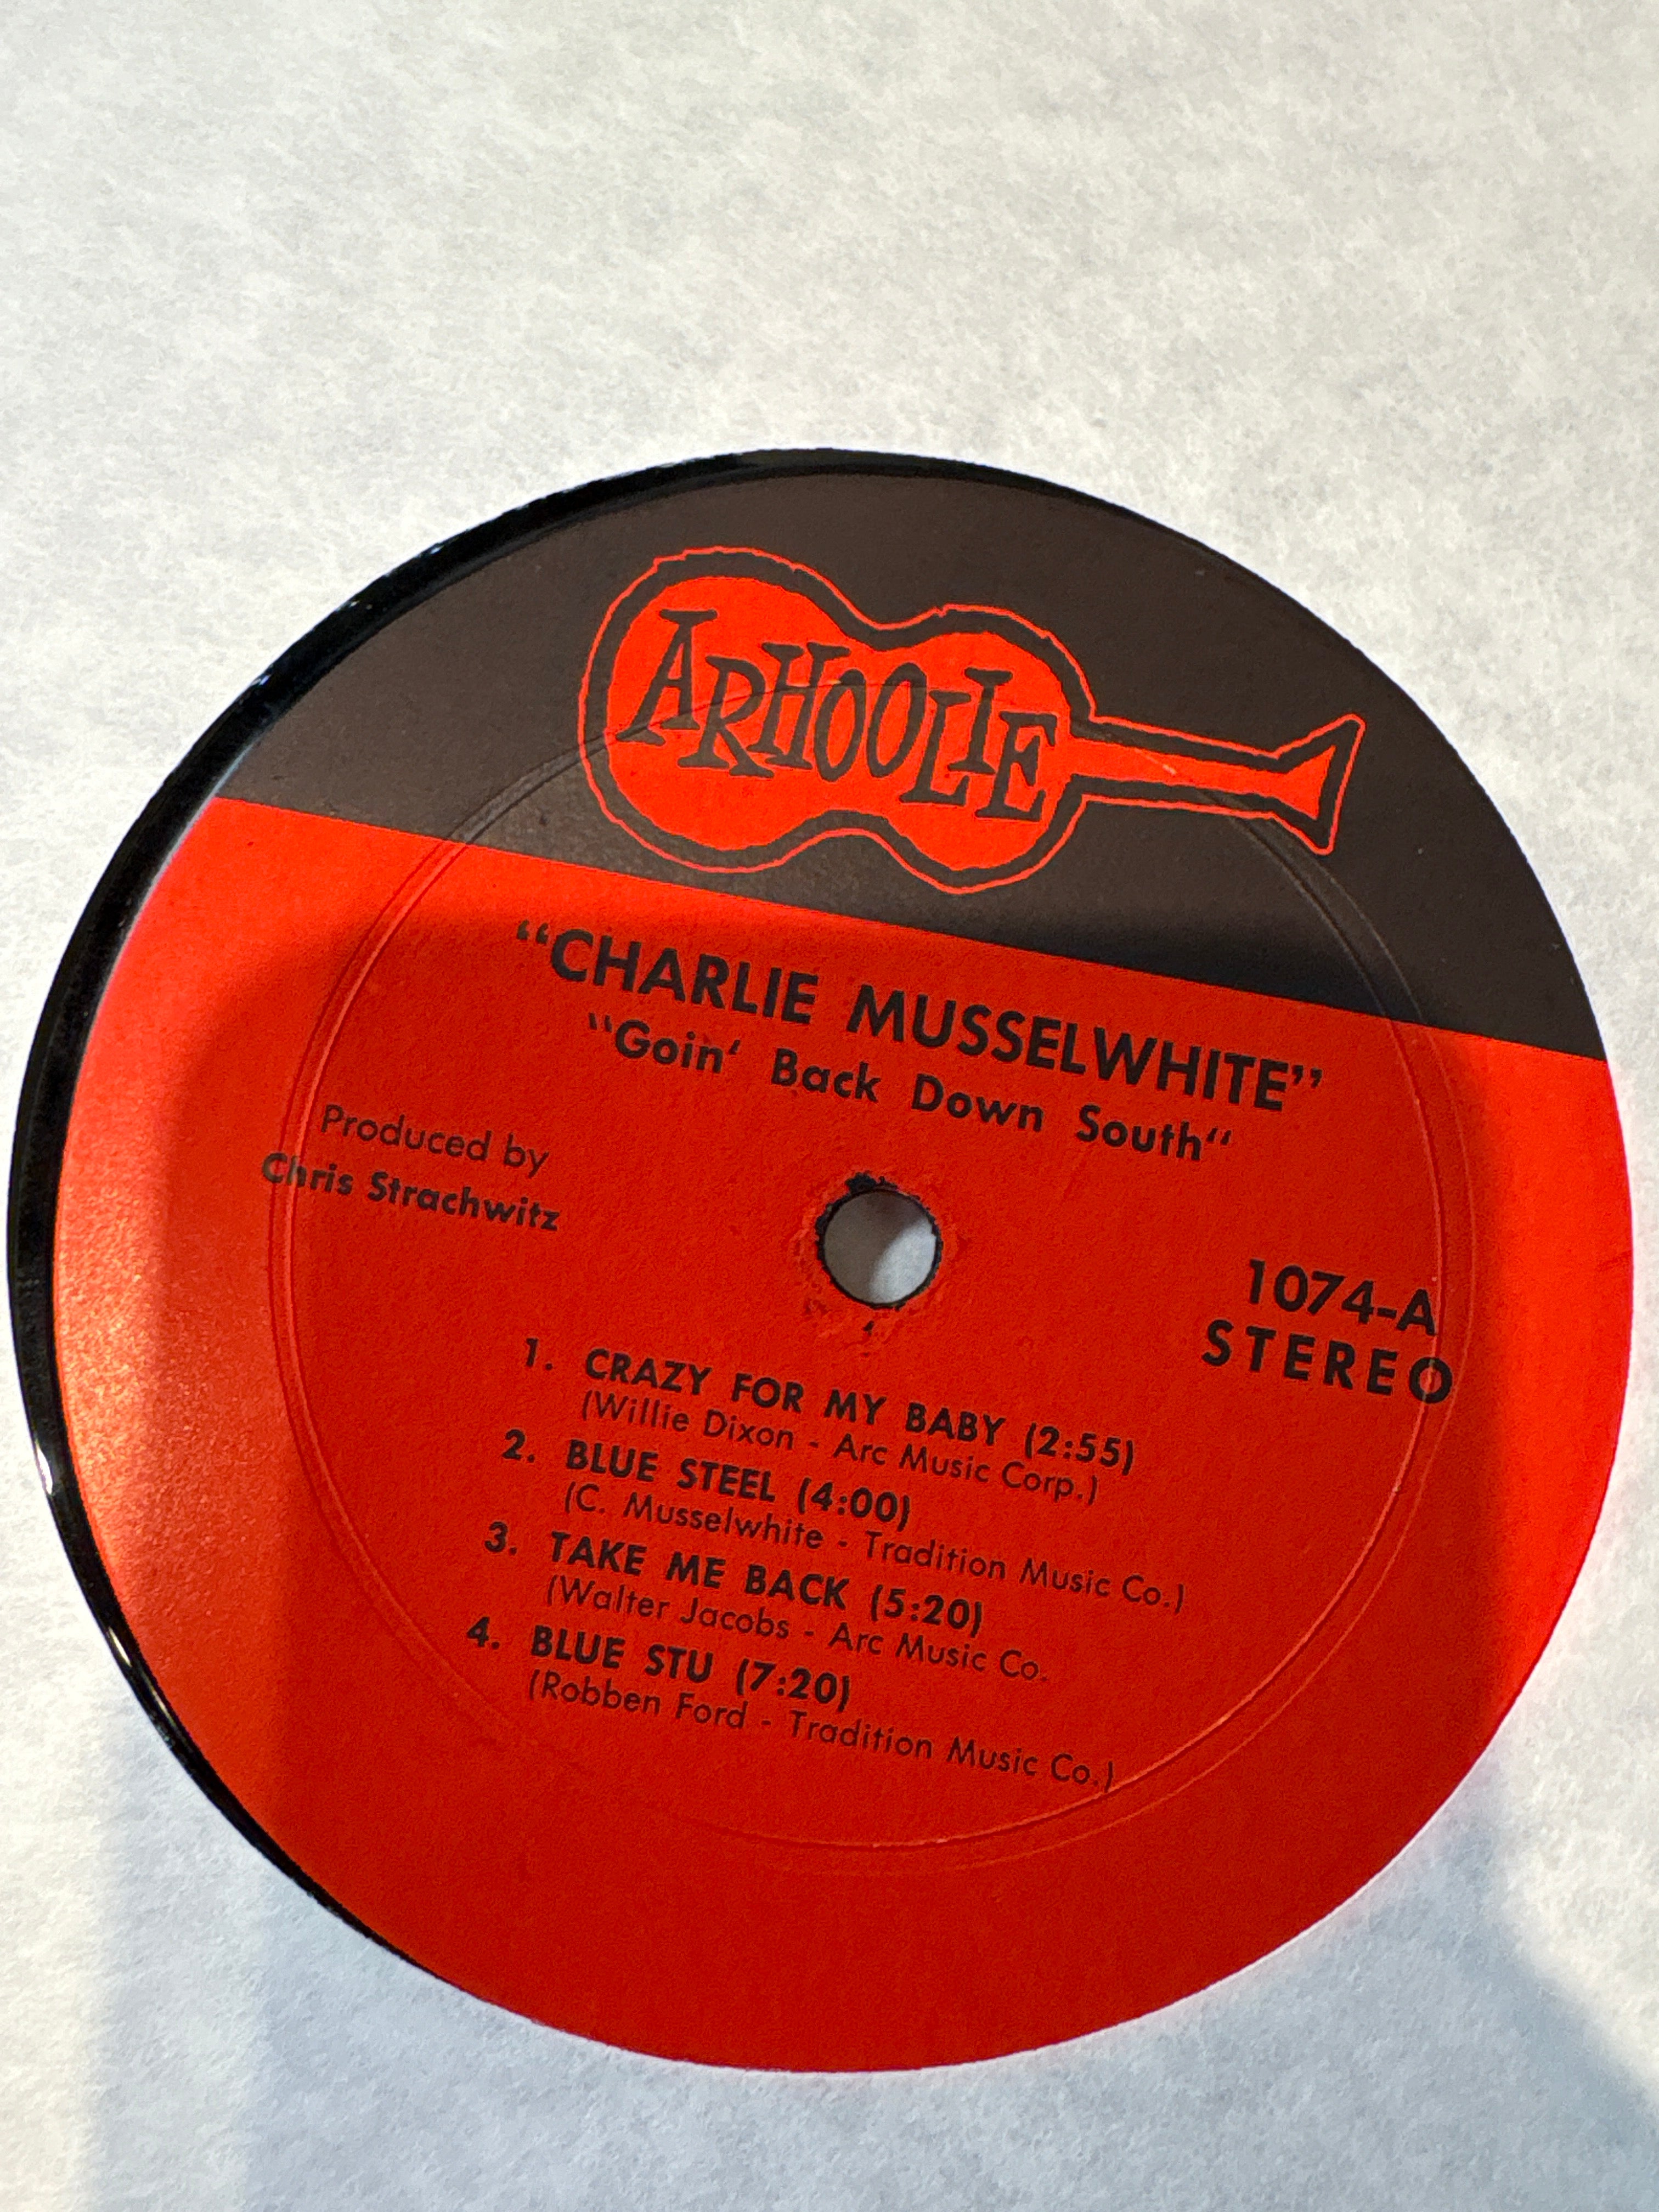 ARHOOLIE
“CHARLIE MUSSELWHITE”
"Goin' Back Down South"
Produced by
Chris Strachwitz
1074-A
STEREO
1. CRAZY FOR MY BABY (2:55)
(Willie Dixon - Arc Music Corp.)
2. BLUE STEEL (4:00)
(C. Musselwhite - Tradition Music Co.)
3. TAKE ME BACK (5:20)
(Walter Jacobs - Arc Music Co.
4. BLUE STU (7:20)
(Robben Ford - Tradition Music Co.)